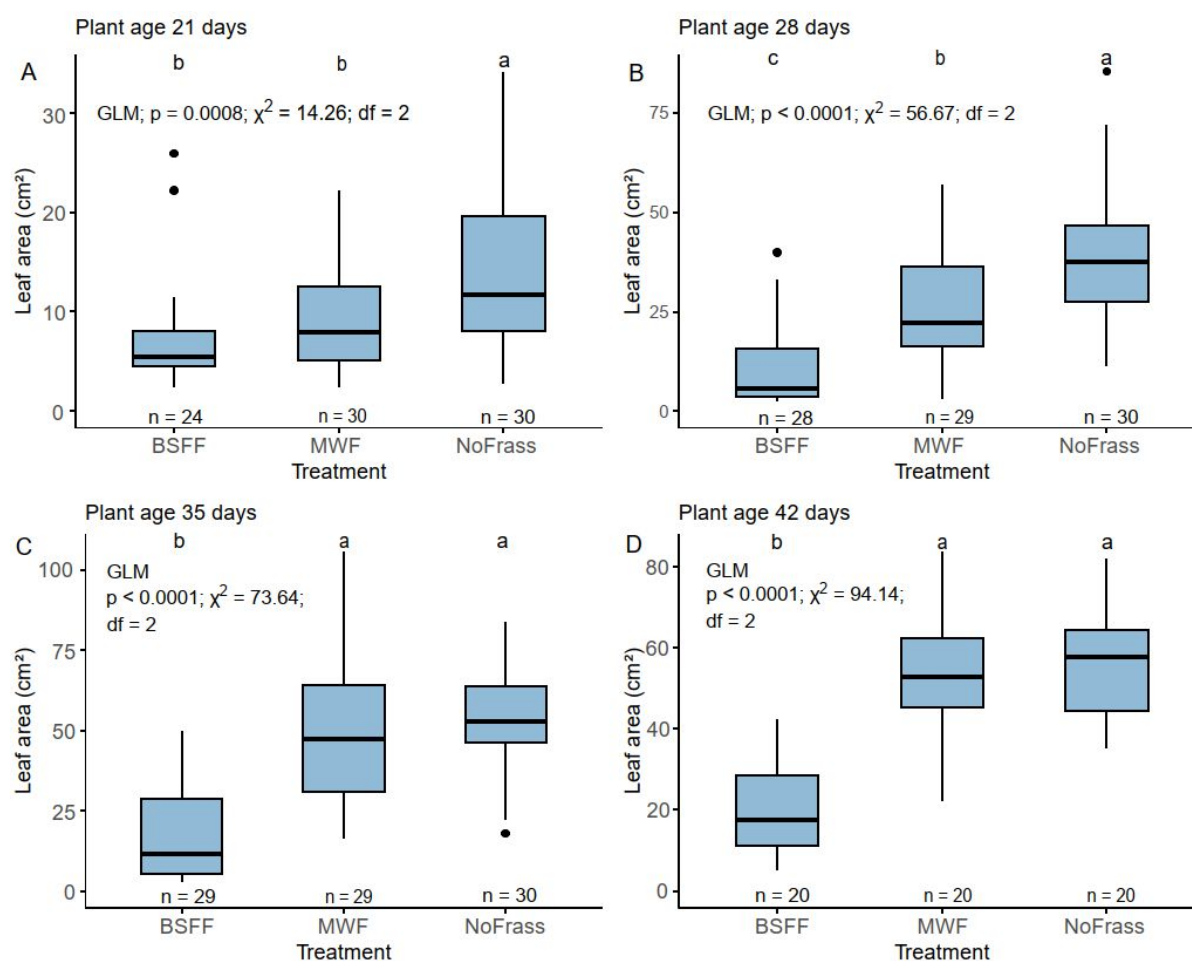 Plant age 21 days
A
b
b
a
GLM; p = 0.0008; χ² = 14.26; df = 2
Leaf area (cm²)
30
20
10
0
n = 24
n = 30
n = 30
BSFF
MWF
NoFrass
Treatment
Plant age 28 days
B
c
b
a
GLM; p < 0.0001; χ² = 56.67; df = 2
Leaf area (cm²)
75
50
25
0
n = 28
n = 29
n = 30
BSFF
MWF
NoFrass
Treatment
Plant age 35 days
C
b
a
a
GLM
p < 0.0001; χ² = 73.64;
df = 2
Leaf area (cm²)
100
75
50
25
0
n = 29
n = 29
n = 30
BSFF
MWF
NoFrass
Treatment
Plant age 42 days
D
b
a
a
GLM
p < 0.0001; χ² = 94.14;
df = 2
Leaf area (cm²)
80
60
40
20
0
n = 20
n = 20
n = 20
BSFF
MWF
NoFrass
Treatment